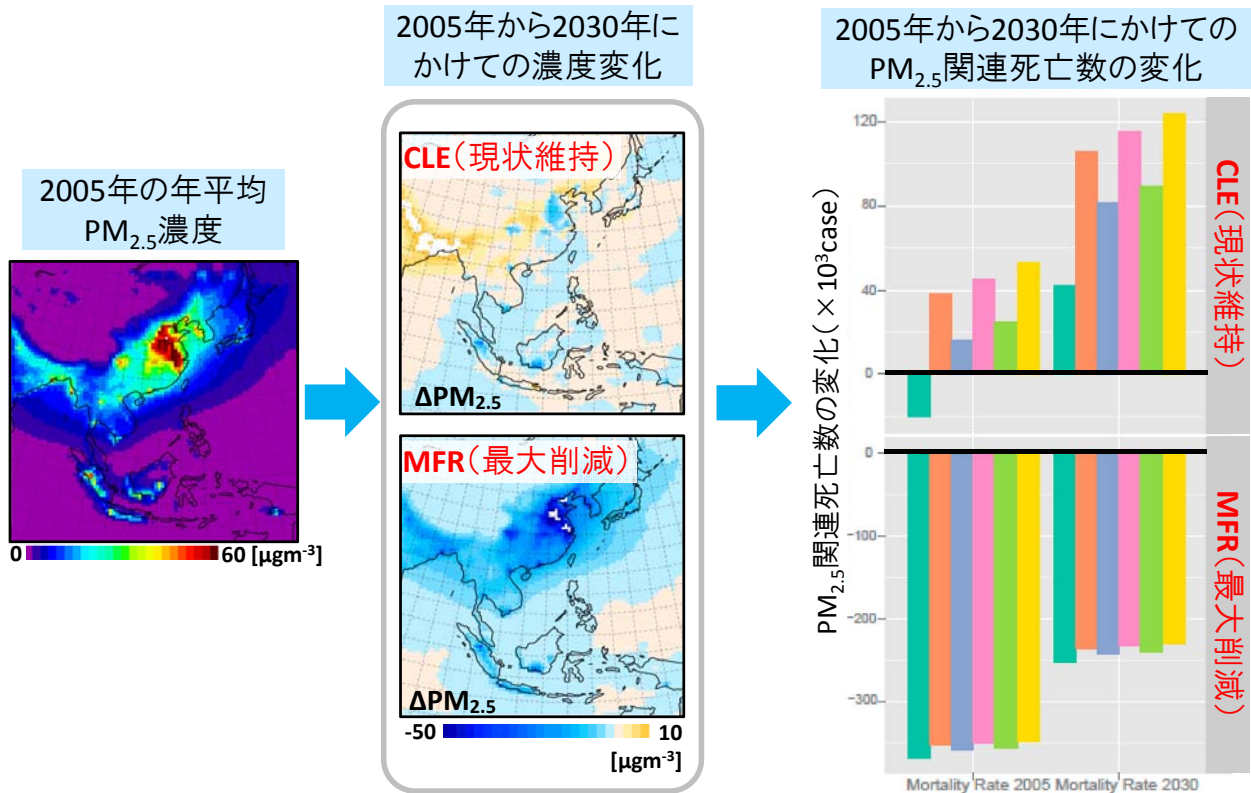 2005年の年平均
PM2.5濃度
0
60 [μgm-3]
2005年から2030年に
かけての濃度変化
CLE(現状維持)
ΔPM2.5
MFR(最大削減)
ΔPM2.5
-50
10
[μgm-3]
2005年から2030年にかけての
PM2.5関連死亡数の変化
PM2.5関連死亡数の変化(×10³case)
120
80
40
0
CLE(現状維持)
0
-100
-200
-300
MFR(最大削減)
Mortality Rate 2005 Mortality Rate 2030